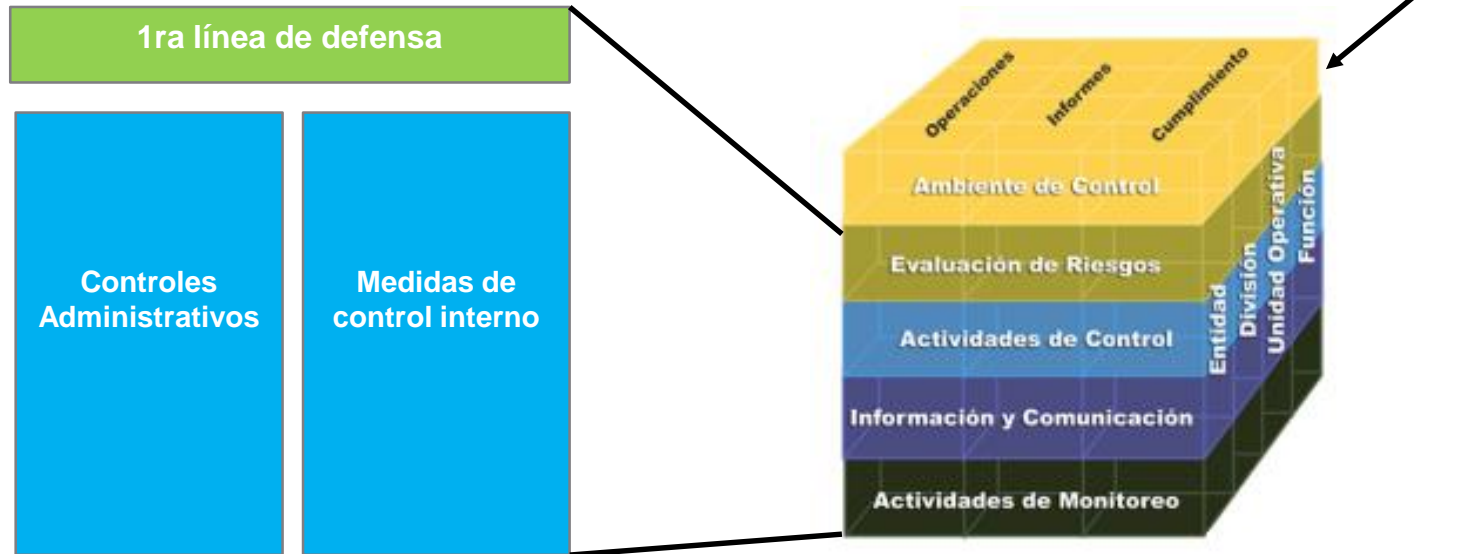 1ra línea de defensa
Controles
Administrativos
Medidas de
control interno
Operaciones
Informes
Cumplimiento
Ambiente de Control
Evaluación de Riesgos
Actividades de Control
Información y Comunicación
Actividades de Monitoreo
Entidad
División
Unidad Operativa
Función